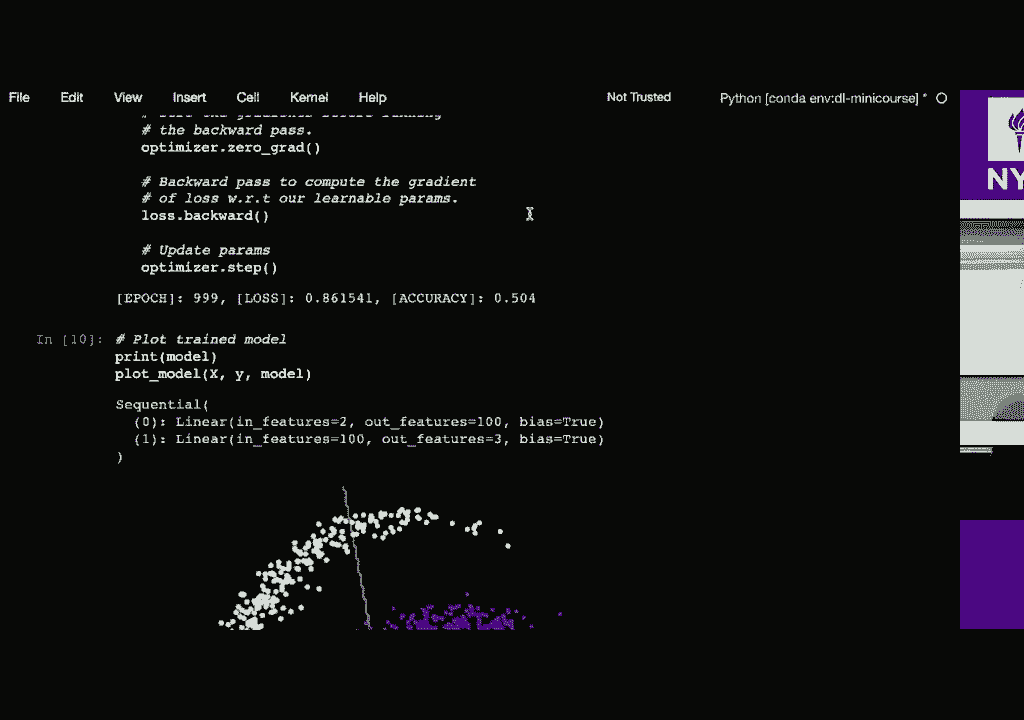 File Edit View Insert Cell Kernel Help Not Trusted Python [conda env:dl-minicourse] *
# the backward pass.
optimizer.zero_grad()
# Backward pass to compute the gradient
# of loss w.r.t our learnable params.
loss.backward()
# Update params
optimizer.step()
[EPOCH]: 999, [LOSS]: 0.861541, [ACCURACY]: 0.504
In [10]: # Plot trained model
print(model)
plot_model(X, y, model)
Sequential(
(0): Linear(in_features=2, out_features=100, bias=True)
(1): Linear(in_features=100, out_features=3, bias=True)
)
NY